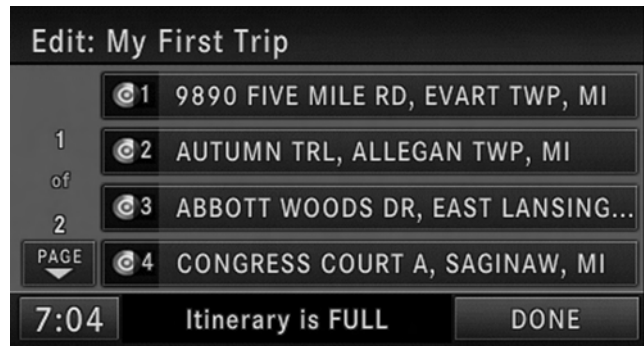 Edit: My First Trip
1 9890 FIVE MILE RD, EVART TWP, MI
2 AUTUMN TRL, ALLEGAN TWP, MI
3 ABBOTT WOODS DR, EAST LANSING...
4 CONGRESS COURT A, SAGINAW, MI
1
of
2
PAGE
7:04 Itinerary is FULL DONE